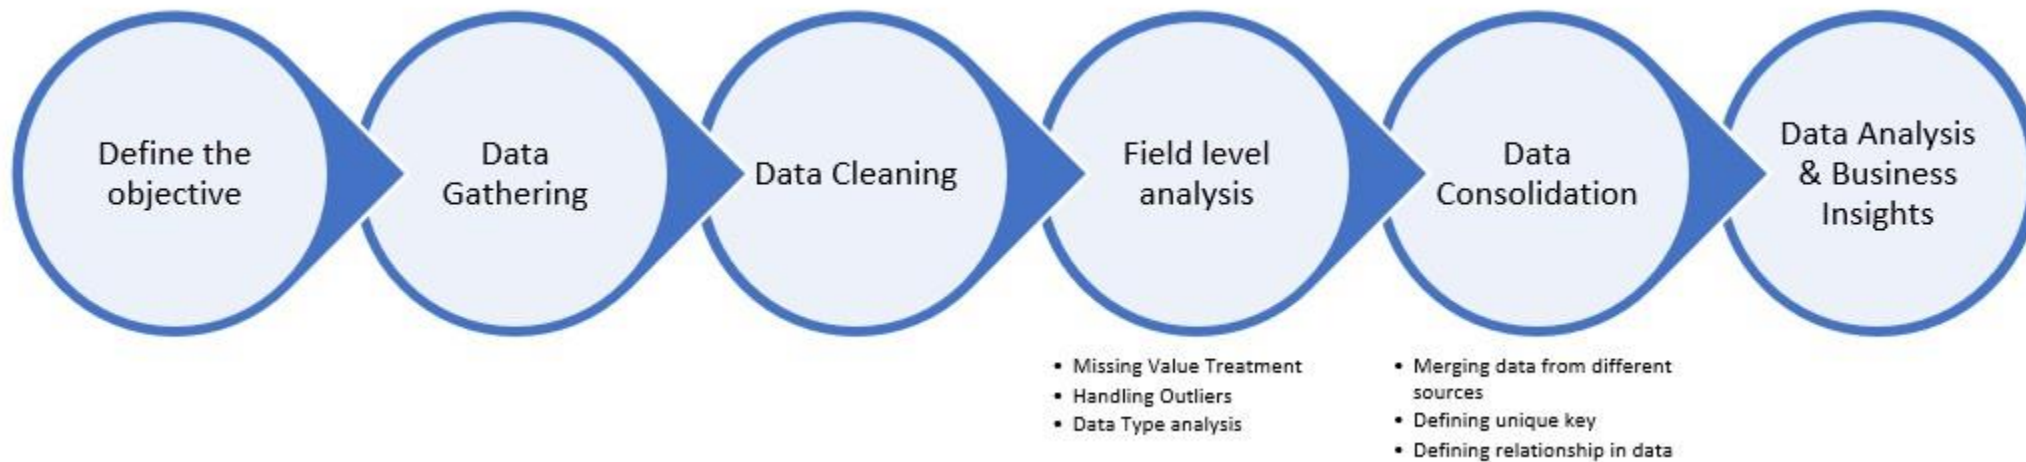 Define the
objective
Data
Gathering
Data Cleaning
Field level
analysis
Data
Consolidation
Data Analysis
& Business
Insights
• Missing Value Treatment
• Handling Outliers
• Data Type analysis
• Merging data from different
sources
• Defining unique key
• Defining relationship in data